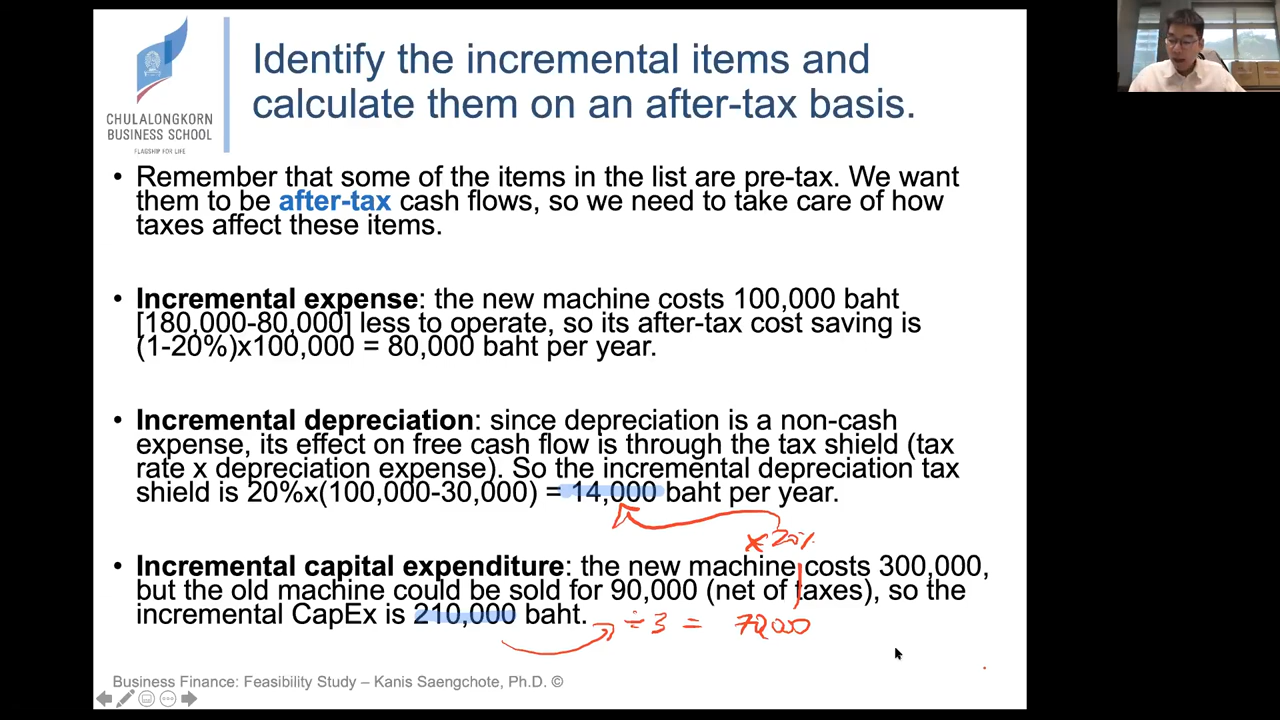 CHULALONGKORN
BUSINESS SCHOOL
FLAGSHIP FOR LIFE
Identify the incremental items and
calculate them on an after-tax basis.
• Remember that some of the items in the list are pre-tax. We want
them to be after-tax cash flows, so we need to take care of how
taxes affect these items.
• Incremental expense: the new machine costs 100,000 baht
[180,000-80,000] less to operate, so its after-tax cost saving is
(1-20%)x100,000 = 80,000 baht per year.
• Incremental depreciation: since depreciation is a non-cash
expense, its effect on free cash flow is through the tax shield (tax
rate x depreciation expense). So the incremental depreciation tax
shield is 20%x(100,000-30,000) = 14,000 baht per year.
x 20%
• Incremental capital expenditure: the new machine costs 300,000,
but the old machine could be sold for 90,000 (net of taxes), so the
incremental CapEx is 210,000 baht.
÷ 3 = 70,000
Business Finance: Feasibility Study – Kanis Saengchote, Ph.D. ©